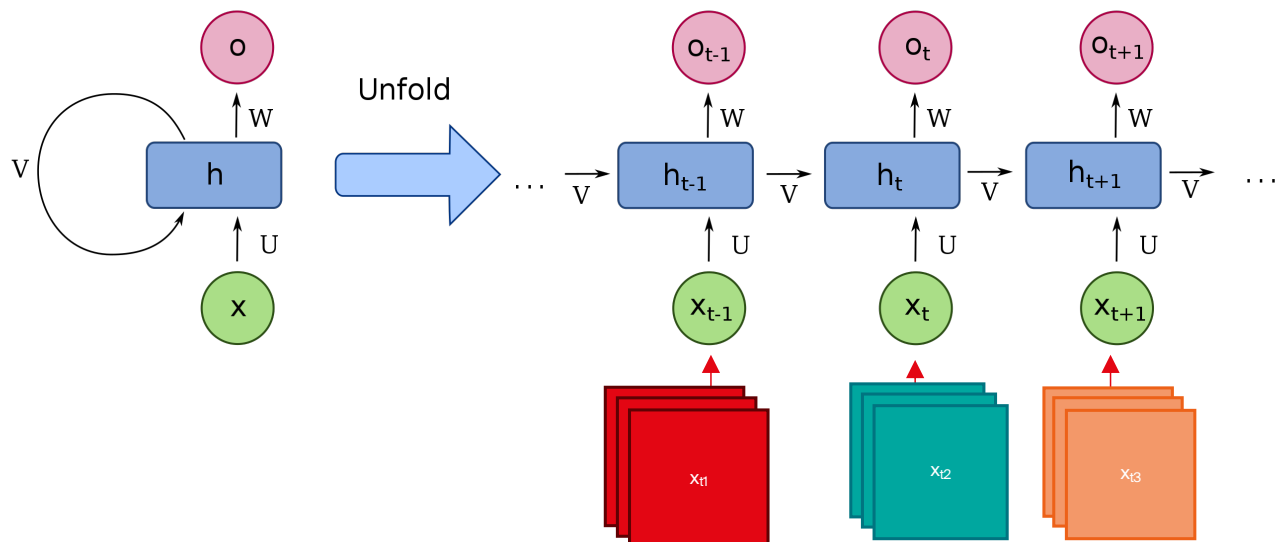 o
W
V
h
U
x
Unfold
...
V
o_{t-1}
W
h_{t-1}
V
U
x_{t-1}
o_t
W
h_t
V
U
x_t
o_{t+1}
W
h_{t+1}
V
U
x_{t+1}
...
x_{t1}
x_{t2}
x_{t3}